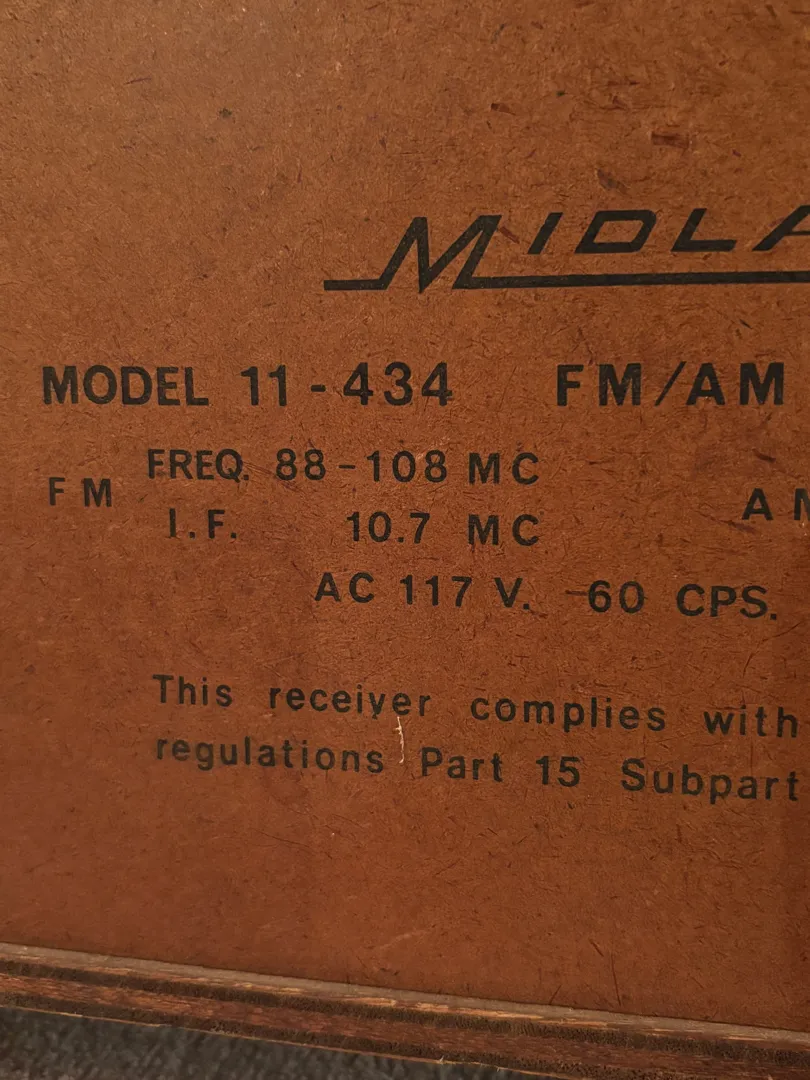 MIDLA
MODEL 11-434 FM/AM
FREQ. 88-108 MC
FM AM
I.F. 10.7 MC
AC 117 V. 60 CPS.
This receiver complies with
regulations Part 15 Subpart